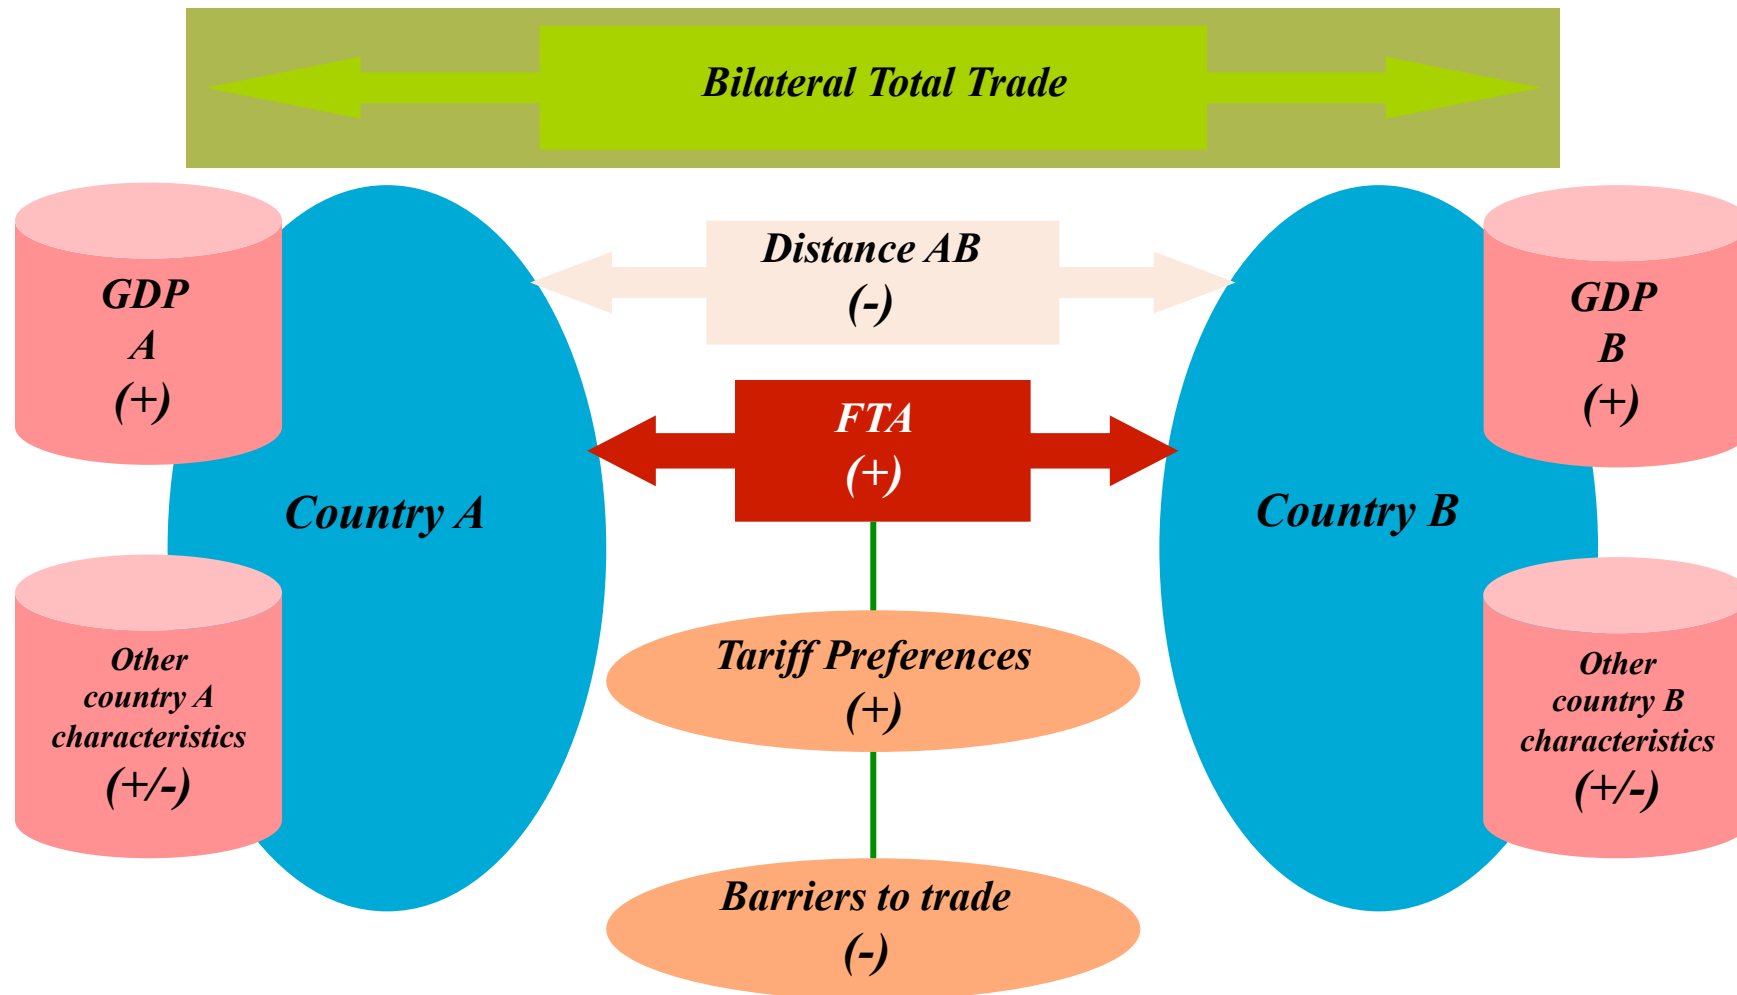 Bilateral Total Trade
Distance AB
(-)
GDP
A
(+)
GDP
B
(+)
FTA
(+)
Country A
Country B
Tariff Preferences
(+)
Other
country A
characteristics
(+/-)
Other
country B
characteristics
(+/-)
Barriers to trade
(-)